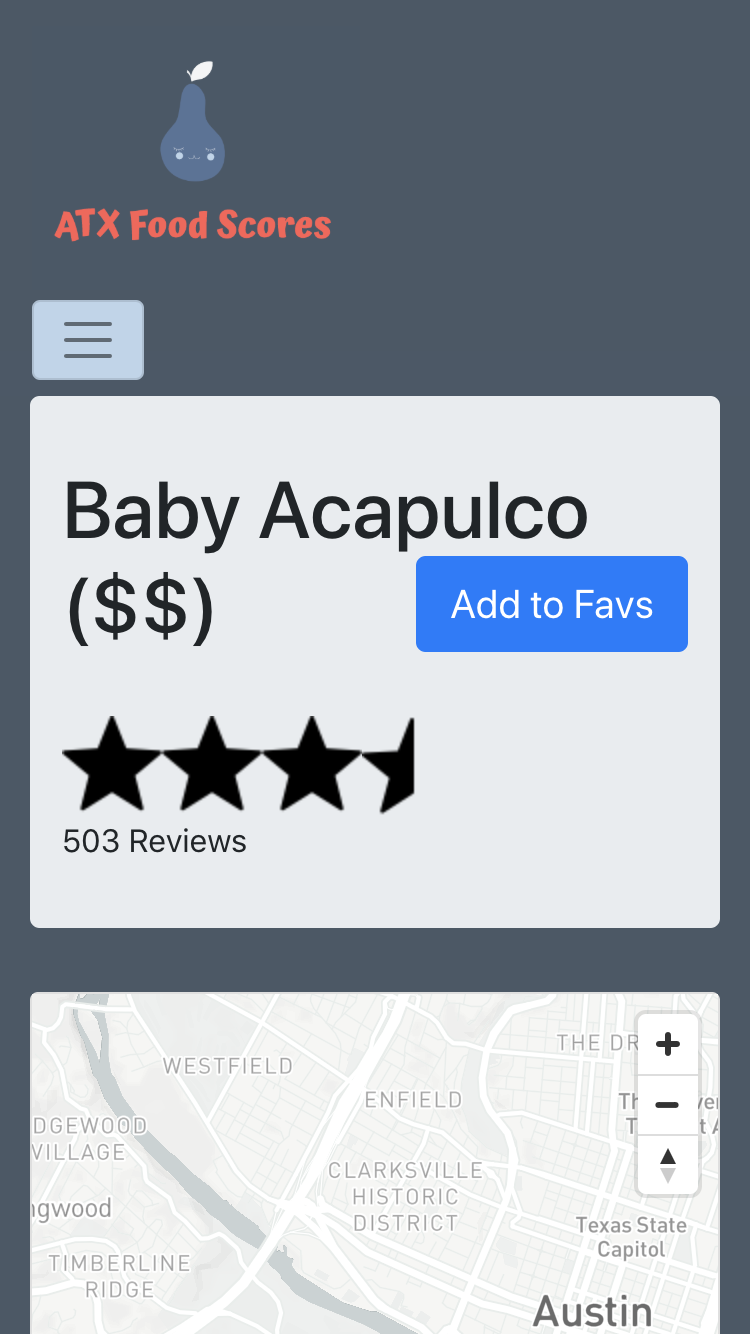 ATX Food Scores
Baby Acapulco
($$)
Add to Favs
503 Reviews
THE DR
WESTFIELD
ENFIELD
DGEWOOD
VILLAGE
CLARKSVILLE
HISTORIC
DISTRICT
ngwood
Texas State
Capitol
TIMBERLINE
RIDGE
Austin